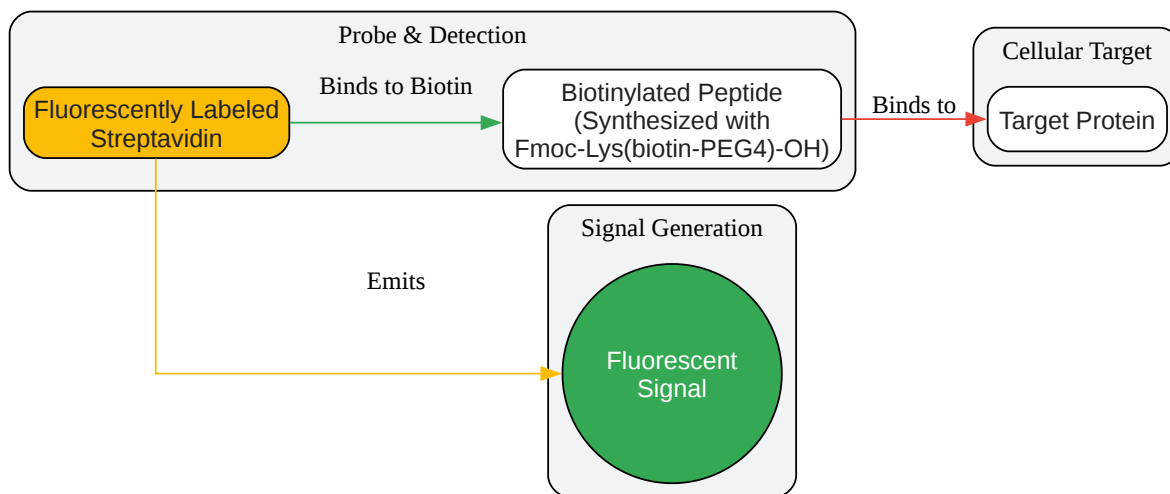 Probe & Detection
Cellular Target
Fluorescently Labeled
Streptavidin
Binds to Biotin
Biotinylated Peptide
(Synthesized with
Fmoc-Lys(biotin-PEG4)-OH)
Binds to
Target Protein
Signal Generation
Emits
Fluorescent
Signal